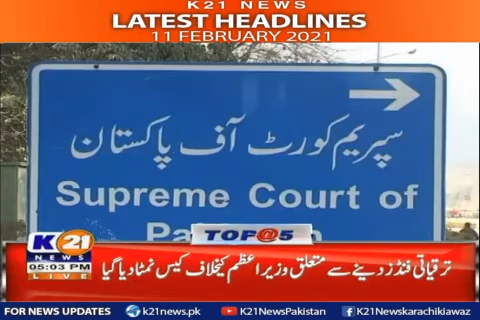 K21 NEWS
LATEST HEADLINES
11 FEBRUARY 2021
سپریم کورٹ آف پاکستان
Supreme Court of
TOP@5
K21
NEWS
05:03 PM
LIVE
ترقیاتی فنڈز دینے سے متعلق وزیراعظم کیخلاف کیس نمٹا دیا گیا
FOR NEWS UPDATES
k21news.pk
K21NewsPakistan
K21Newskarachikiawaz